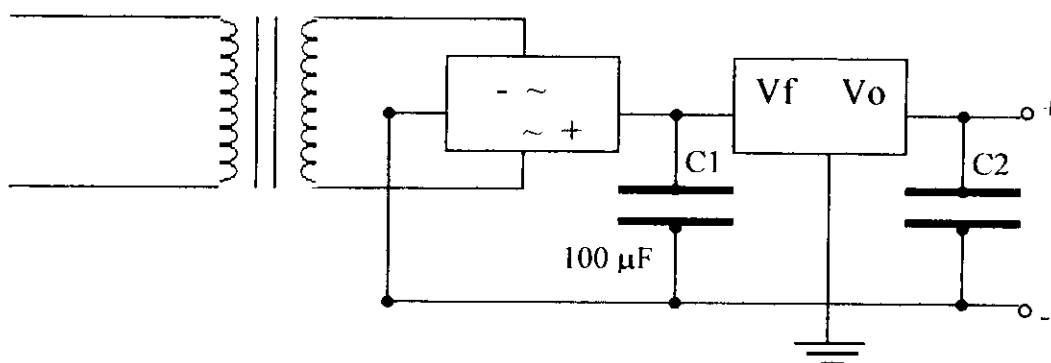 - ~
~ +
Vf Vo
+
C1
C2
100 μF
-